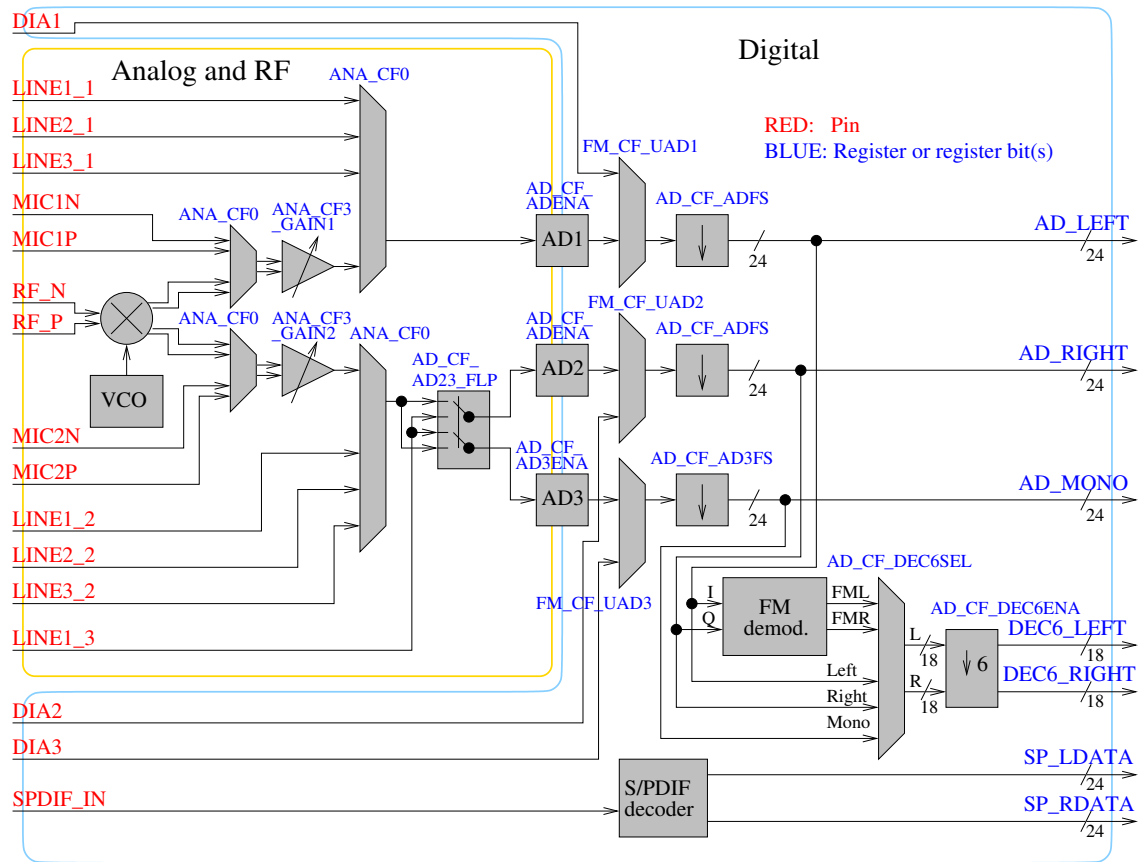 DIA1
Analog and RF
Digital
ANA_CF0
LINE1_1
LINE2_1
LINE3_1
RED: Pin
BLUE: Register or register bit(s)
FM_CF_UAD1
MIC1N
ANA_CF0
ANA_CF3
_GAIN1
AD_CF_
ADENA
AD_CF_ADFS
MIC1P
AD1
24
AD_LEFT
24
RF_N
RF_P
ANA_CF0
ANA_CF3
_GAIN2
ANA_CF0
FM_CF_UAD2
AD_CF_
ADENA
AD_CF_ADFS
AD_CF_
AD23_FLP
AD2
24
AD_RIGHT
24
VCO
MIC2N
MIC2P
AD_CF_
AD3ENA
AD_CF_AD3FS
AD3
24
AD_MONO
24
LINE1_2
LINE2_2
LINE3_2
LINE1_3
FM_CF_UAD3
AD_CF_DEC6SEL
I
Q
FM
demod.
FML
FMR
AD_CF_DEC6ENA
L
18
R
18
6
DEC6_LEFT
18
DEC6_RIGHT
18
Left
Right
Mono
DIA2
DIA3
SPDIF_IN
S/PDIF
decoder
SP_LDATA
24
SP_RDATA
24